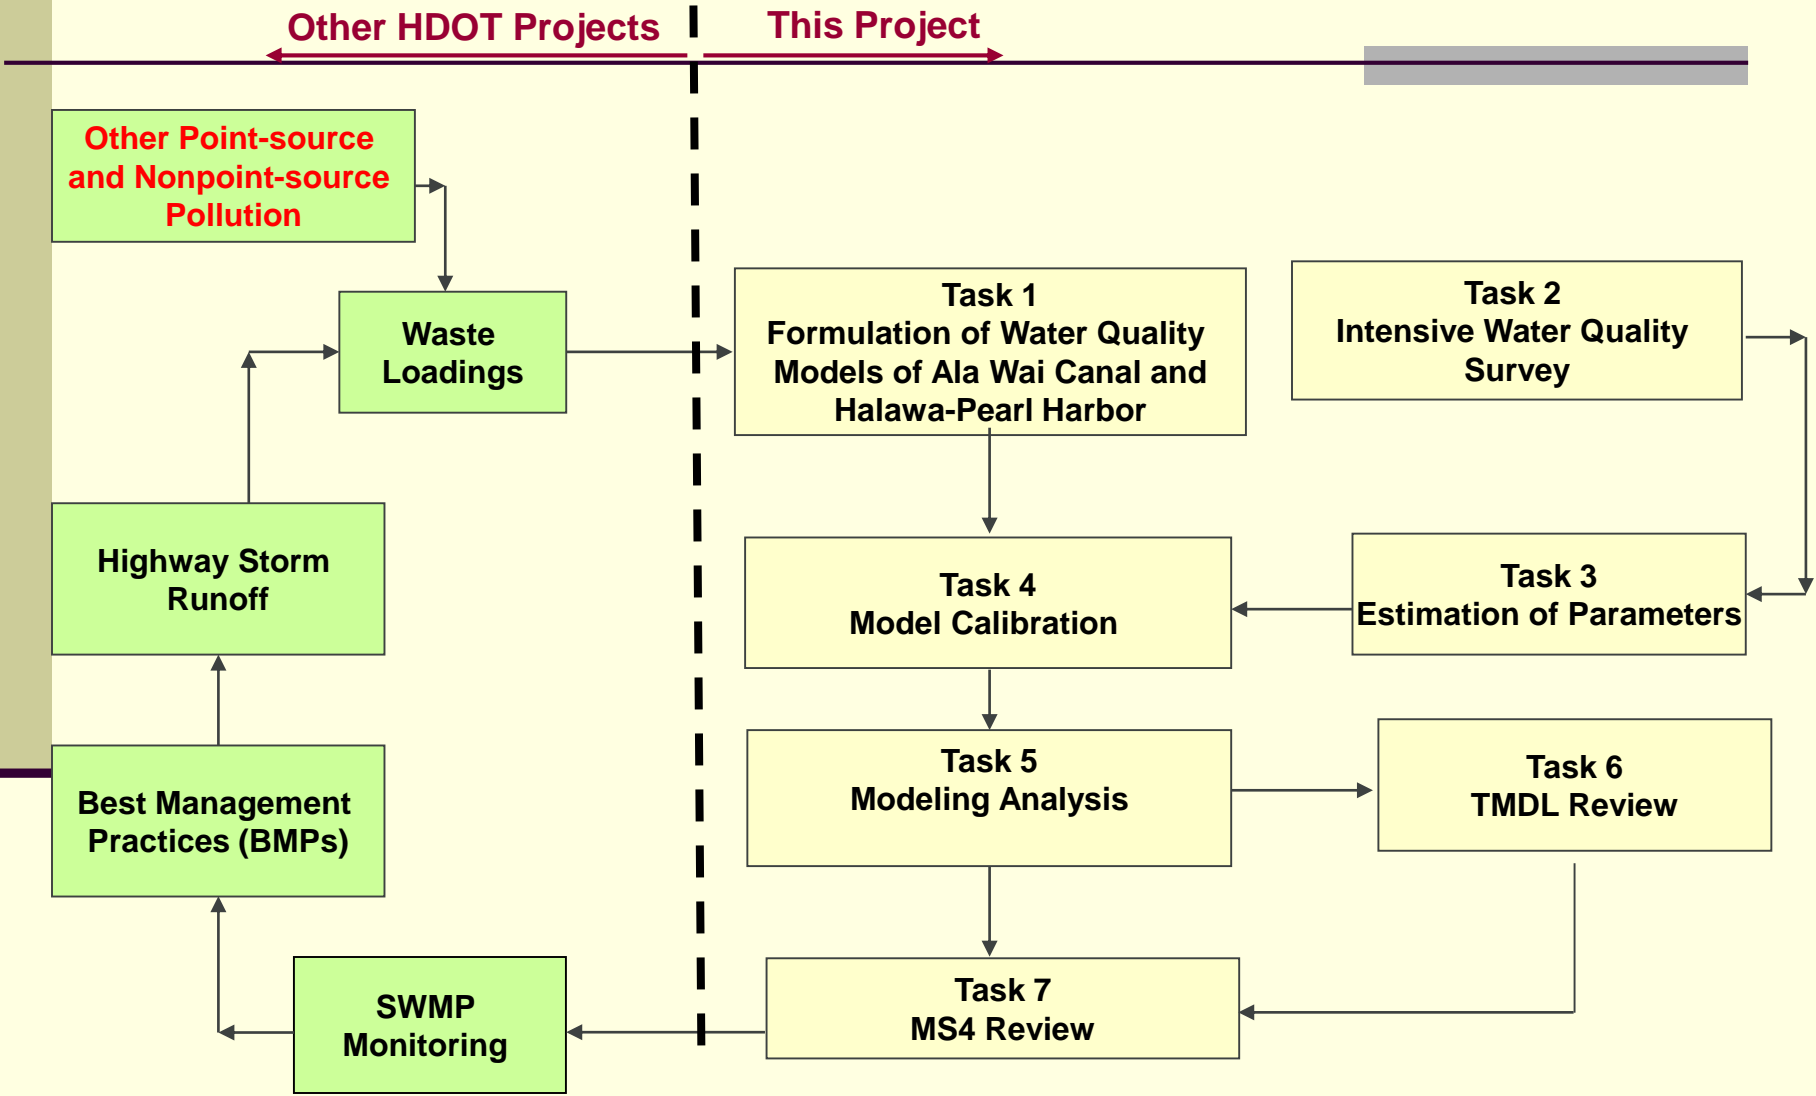 Other HDOT Projects
This Project
Other Point-source
and Nonpoint-source
Pollution
Waste
Loadings
Task 1
Formulation of Water Quality
Models of Ala Wai Canal and
Halawa-Pearl Harbor
Task 2
Intensive Water Quality
Survey
Highway Storm
Runoff
Task 4
Model Calibration
Task 3
Estimation of Parameters
Best Management
Practices (BMPs)
Task 5
Modeling Analysis
Task 6
TMDL Review
SWMP
Monitoring
Task 7
MS4 Review